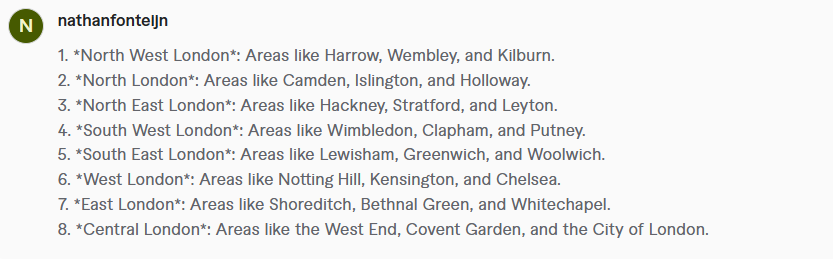 N
nathanfonteijn
1. *North West London*: Areas like Harrow, Wembley, and Kilburn.
2. *North London*: Areas like Camden, Islington, and Holloway.
3. *North East London*: Areas like Hackney, Stratford, and Leyton.
4. *South West London*: Areas like Wimbledon, Clapham, and Putney.
5. *South East London*: Areas like Lewisham, Greenwich, and Woolwich.
6. *West London*: Areas like Notting Hill, Kensington, and Chelsea.
7. *East London*: Areas like Shoreditch, Bethnal Green, and Whitechapel.
8. *Central London*: Areas like the West End, Covent Garden, and the City of London.